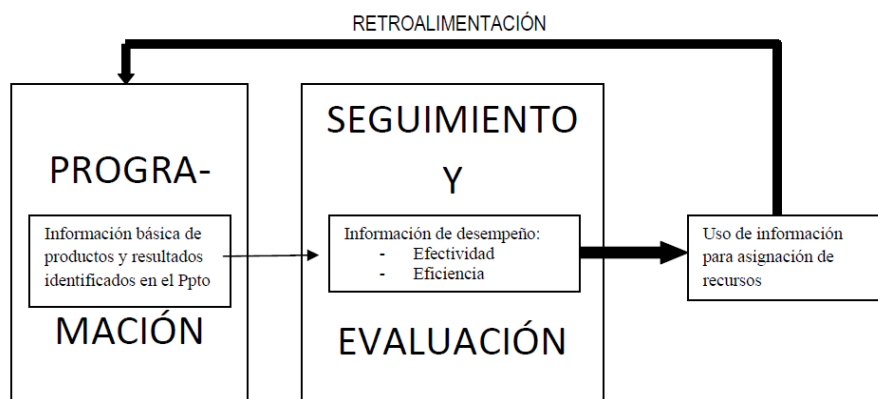 RETROALIMENTACIÓN
PROGRA-
Información básica de
productos y resultados
identificados en el Ppto
MACIÓN
SEGUIMIENTO
Y
Información de desempeño:
- Efectividad
- Eficiencia
EVALUACIÓN
Uso de información
para asignación de
recursos